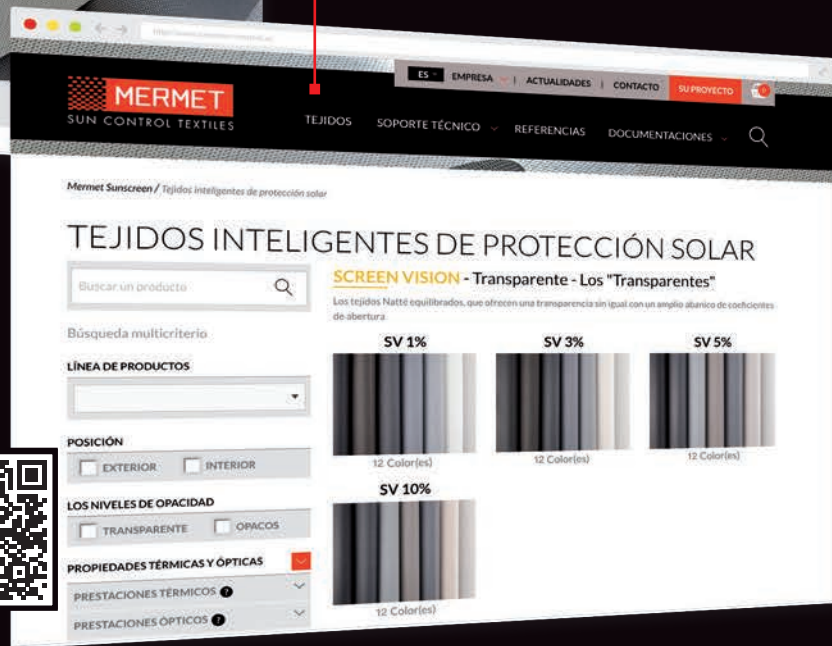 ES EMPRESA | ACTUALIDADES | CONTACTO SU PROYECTO 0
MERMET
SUN CONTROL TEXTILES
TEJIDOS SOPORTE TÉCNICO REFERENCIAS DOCUMENTACIONES
Mermet Sunscreen / Tejidos inteligentes de protección solar
TEJIDOS INTELIGENTES DE PROTECCIÓN SOLAR
Buscar un producto
Búsqueda multicriterio
LÍNEA DE PRODUCTOS
POSICIÓN
EXTERIOR INTERIOR
LOS NIVELES DE OPACIDAD
TRANSPARENTE OPACOS
PROPIEDADES TÉRMICAS Y ÓPTICAS
PRESTACIONES TÉRMICOS ?
PRESTACIONES ÓPTICOS ?
SCREEN VISION - Transparente - Los "Transparentes"
Los tejidos Natté equilibrados, que ofrecen una transparencia sin igual con un amplio abanico de coeficientes
de abertura.
SV 1% SV 3% SV 5%
12 Color(es) 12 Color(es) 12 Color(es)
SV 10%
12 Color(es)